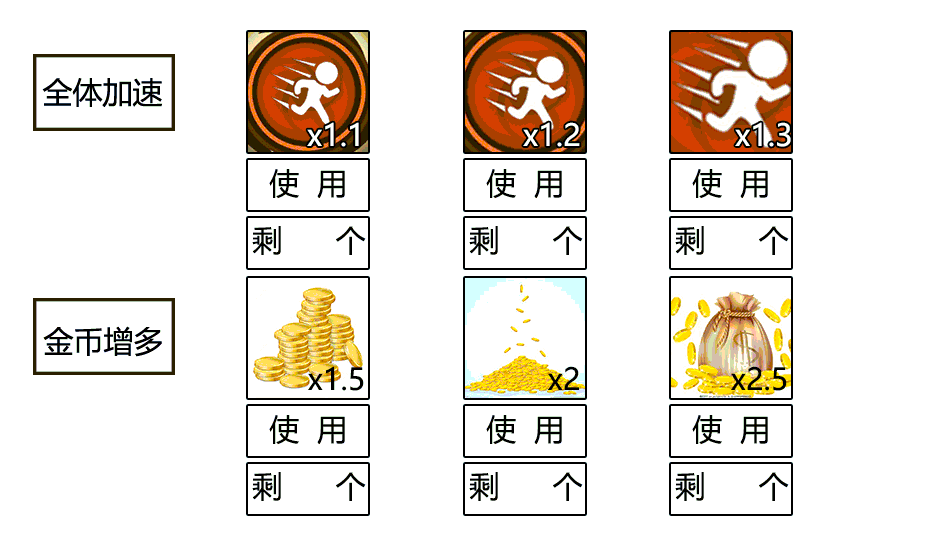 全体加速
x1.1 x1.2 x1.3
使 用 使 用 使 用
剩 个 剩 个 剩 个
金币增多
x1.5 x2 x2.5
使 用 使 用 使 用
剩 个 剩 个 剩 个